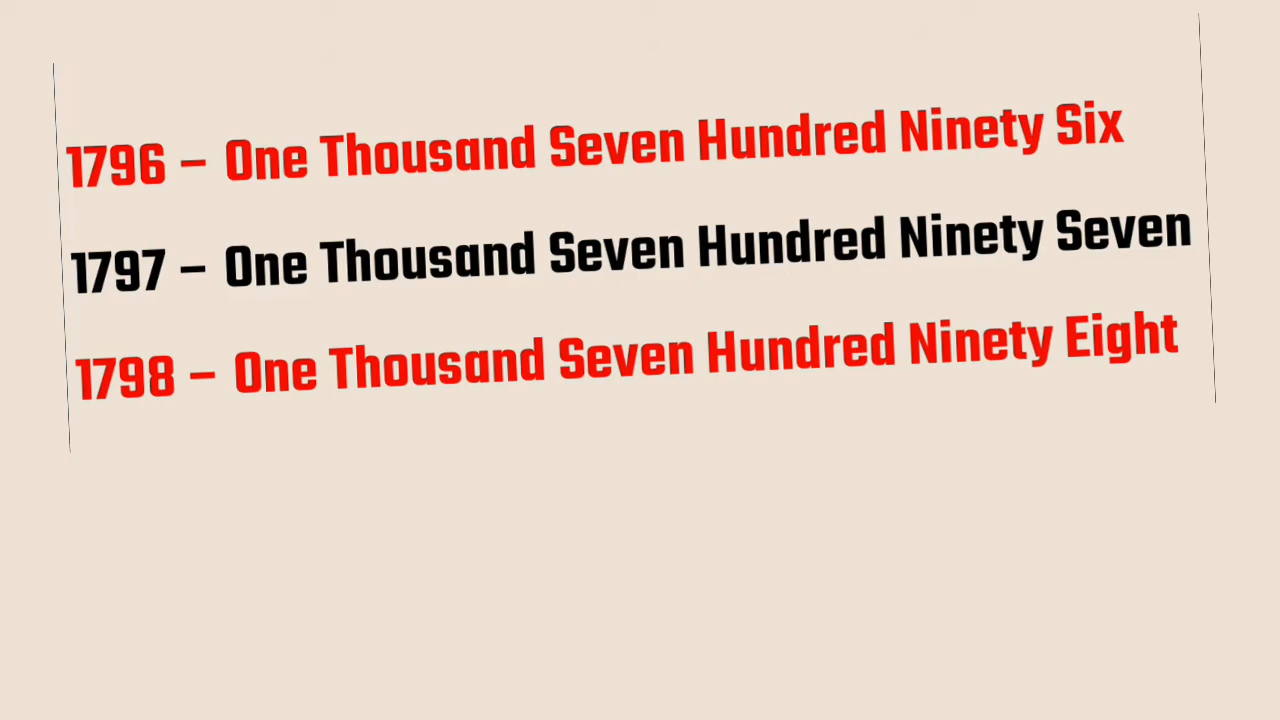 1796 – One Thousand Seven Hundred Ninety Six
1797 – One Thousand Seven Hundred Ninety Seven
1798 – One Thousand Seven Hundred Ninety Eight